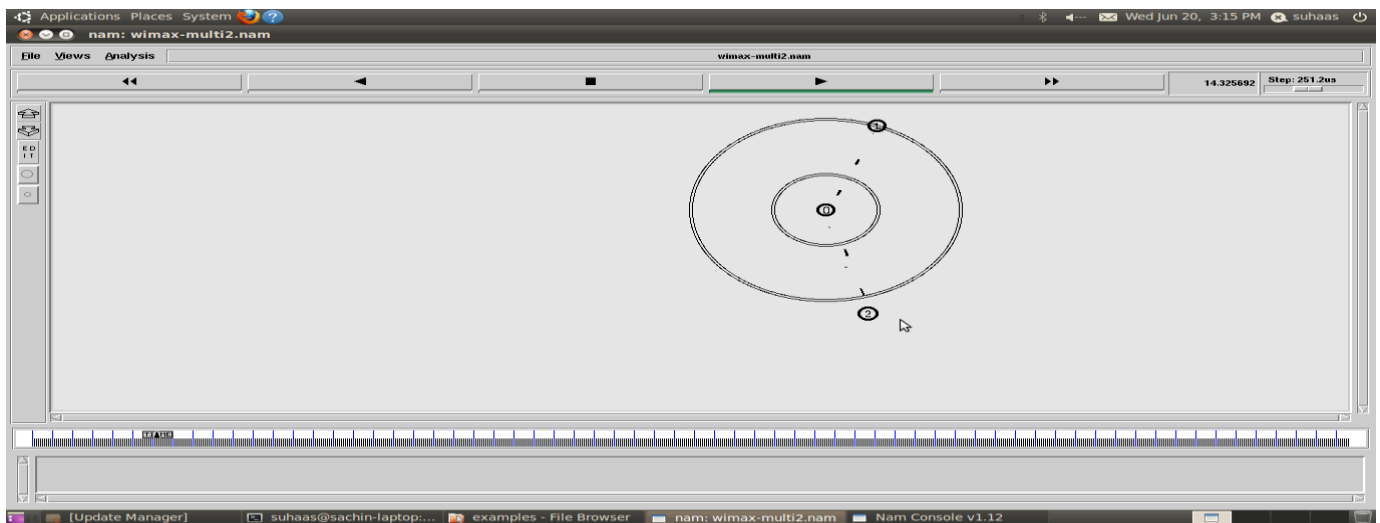 Applications Places System Wed Jun 20, 3:15 PM suhaas
nam: wimax-multi2.nam
File Views Analysis wimax-multi2.nam
14.325692 Step: 251.2us
E D
I T
1
0
2
[Update Manager] suhaas@sachin-laptop:... examples - File Browser nam: wimax-multi2.nam Nam Console v1.12